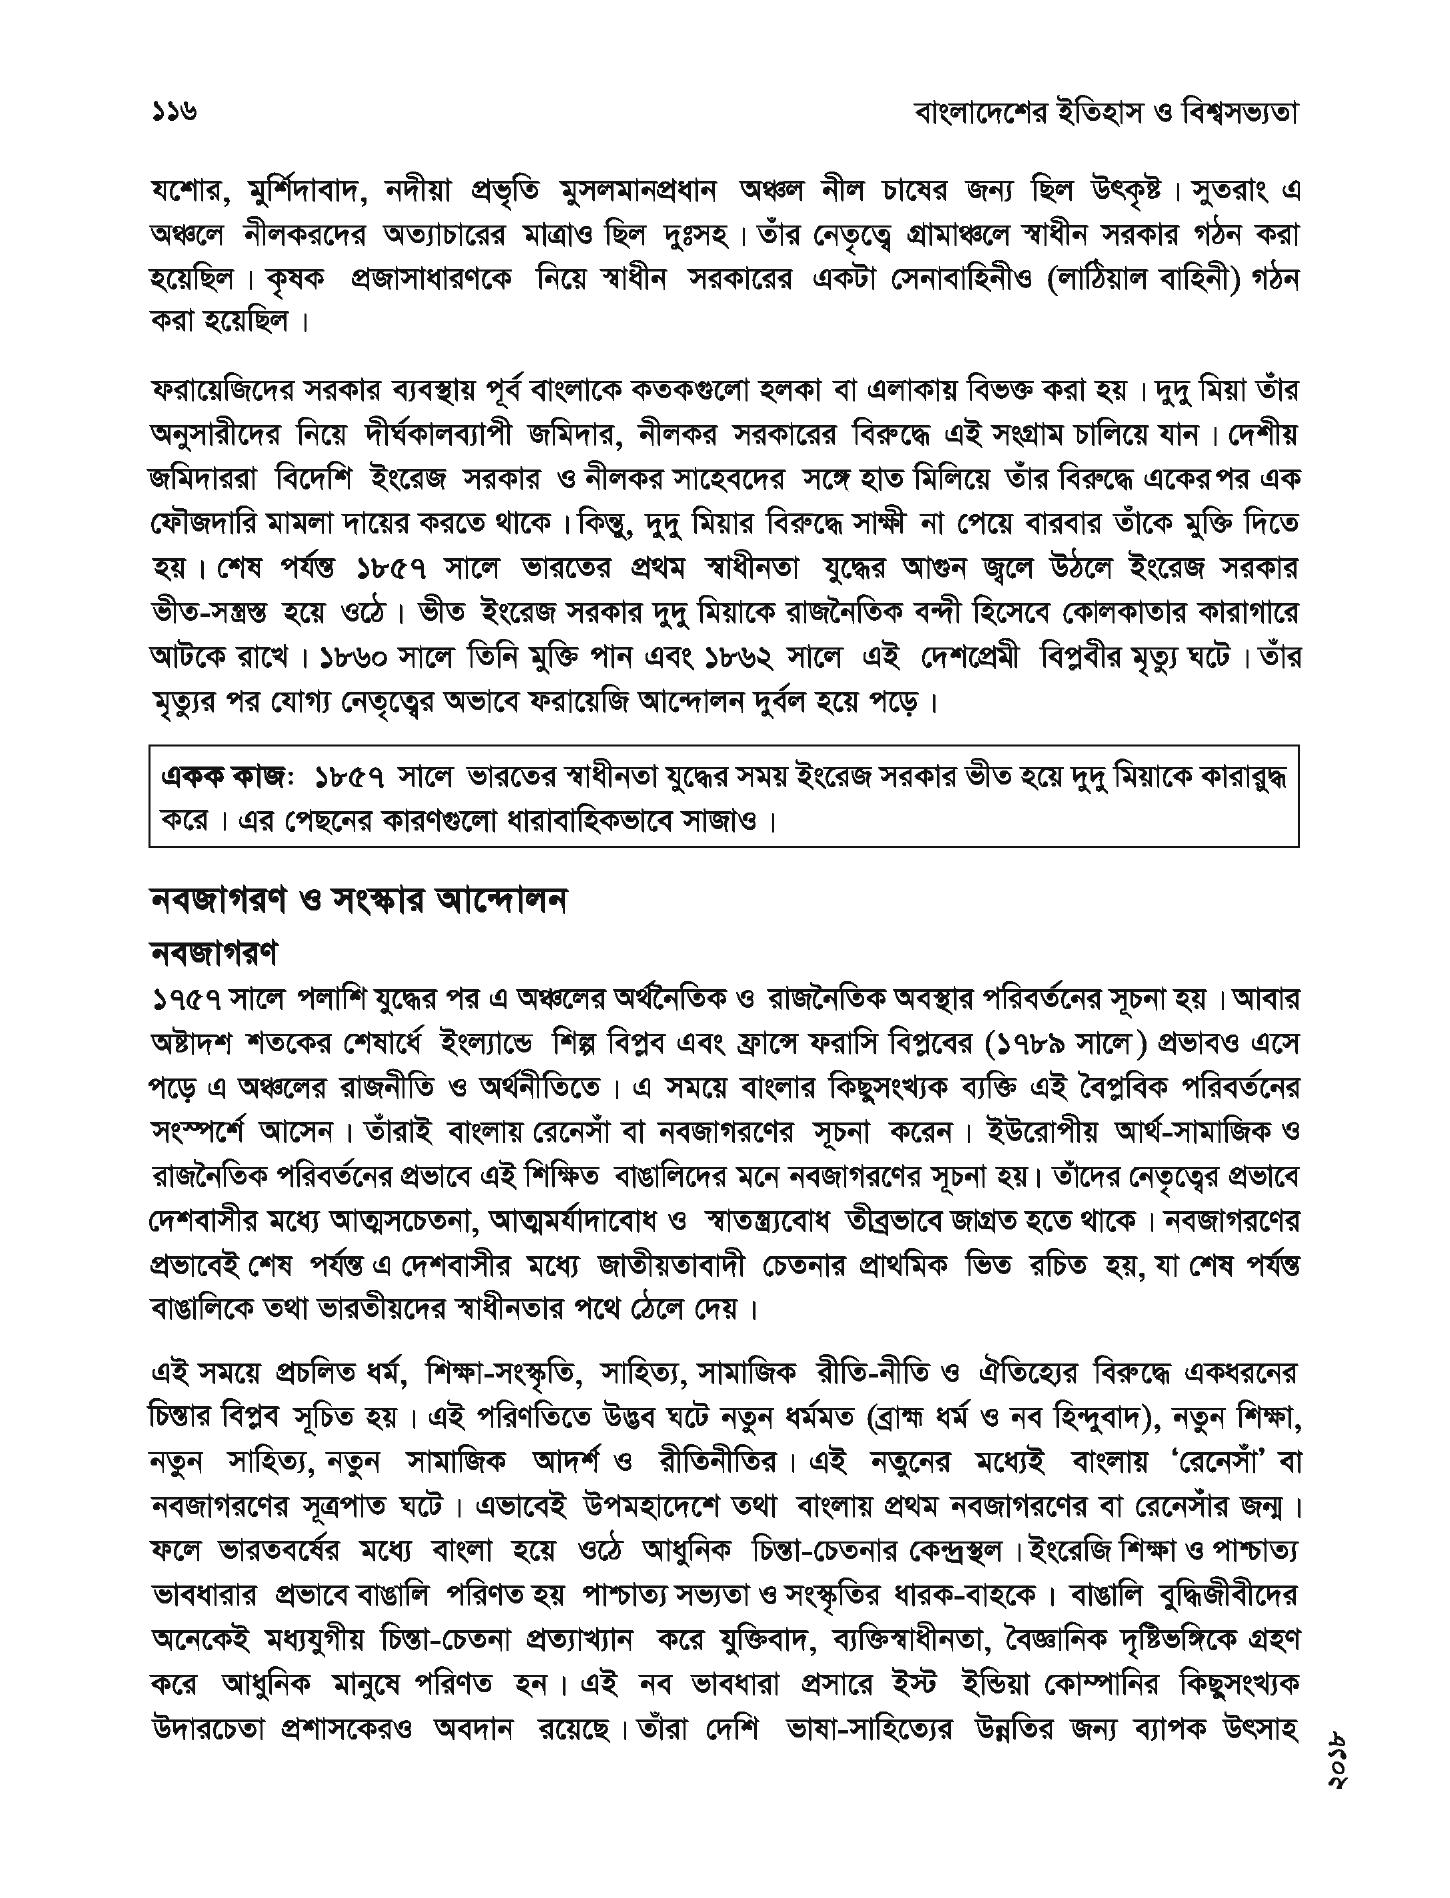 ১১৬
বাংলাদেশের ইতিহাস ও বিশ্বসভ্যতা
যশোর, মুর্শিদাবাদ, নদীয়া প্রভৃতি মুসলমানপ্রধান অঞ্চল নীল চাষের জন্য ছিল উৎকৃষ্ট। সুতরাং এ
অঞ্চলে নীলকরদের অত্যাচারের মাত্রাও ছিল দুঃসহ। তাঁর নেতৃত্বে গ্রামাঞ্চলে স্বাধীন সরকার গঠন করা
হয়েছিল। কৃষক প্রজাসাধারণকে নিয়ে স্বাধীন সরকারের একটা সেনাবাহিনীও (লাঠিয়াল বাহিনী) গঠন
করা হয়েছিল।
ফরায়েজিদের সরকার ব্যবস্থায় পূর্ব বাংলাকে কতকগুলো হলকা বা এলাকায় বিভক্ত করা হয়। দুদু মিয়া তাঁর
অনুসারীদের নিয়ে দীর্ঘকালব্যাপী জমিদার, নীলকর সরকারের বিরুদ্ধে এই সংগ্রাম চালিয়ে যান। দেশীয়
জমিদাররা বিদেশি ইংরেজ সরকার ও নীলকর সাহেবদের সঙ্গে হাত মিলিয়ে তাঁর বিরুদ্ধে একের পর এক
ফৌজদারি মামলা দায়ের করতে থাকে। কিন্তু, দুদু মিয়ার বিরুদ্ধে সাক্ষী না পেয়ে বারবার তাঁকে মুক্তি দিতে
হয়। শেষ পর্যন্ত ১৮৫৭ সালে ভারতের প্রথম স্বাধীনতা যুদ্ধের আগুন জ্বলে উঠলে ইংরেজ সরকার
ভীত-সন্ত্রস্ত হয়ে ওঠে। ভীত ইংরেজ সরকার দুদু মিয়াকে রাজনৈতিক বন্দী হিসেবে কোলকাতার কারাগারে
আটকে রাখে। ১৮৬০ সালে তিনি মুক্তি পান এবং ১৮৬২ সালে এই দেশপ্রেমী বিপ্লবীর মৃত্যু ঘটে। তাঁর
মৃত্যুর পর যোগ্য নেতৃত্বের অভাবে ফরায়েজি আন্দোলন দুর্বল হয়ে পড়ে।
একক কাজ: ১৮৫৭ সালে ভারতের স্বাধীনতা যুদ্ধের সময় ইংরেজ সরকার ভীত হয়ে দুদু মিয়াকে কারারুদ্ধ
করে। এর পেছনের কারণগুলো ধারাবাহিকভাবে সাজাও।
নবজাগরণ ও সংস্কার আন্দোলন
নবজাগরণ
১৭৫৭ সালে পলাশি যুদ্ধের পর এ অঞ্চলের অর্থনৈতিক ও রাজনৈতিক অবস্থার পরিবর্তনের সূচনা হয়। আবার
অষ্টাদশ শতকের শেষার্ধে ইংল্যান্ডে শিল্প বিপ্লব এবং ফ্রান্সে ফরাসি বিপ্লবের (১৭৮৯ সালে) প্রভাবও এসে
পড়ে এ অঞ্চলের রাজনীতি ও অর্থনীতিতে। এ সময়ে বাংলার কিছুসংখ্যক ব্যক্তি এই বৈপ্লবিক পরিবর্তনের
সংস্পর্শে আসেন। তাঁরাই বাংলায় রেনেসাঁ বা নবজাগরণের সূচনা করেন। ইউরোপীয় আর্থ-সামাজিক ও
রাজনৈতিক পরিবর্তনের প্রভাবে এই শিক্ষিত বাঙালিদের মনে নবজাগরণের সূচনা হয়। তাঁদের নেতৃত্বের প্রভাবে
দেশবাসীর মধ্যে আত্মসচেতনা, আত্মমর্যাদাবোধ ও স্বাতন্ত্র্যবোধ তীব্রভাবে জাগ্রত হতে থাকে। নবজাগরণের
প্রভাবেই শেষ পর্যন্ত এ দেশবাসীর মধ্যে জাতীয়তাবাদী চেতনার প্রাথমিক ভিত রচিত হয়, যা শেষ পর্যন্ত
বাঙালিকে তথা ভারতীয়দের স্বাধীনতার পথে ঠেলে দেয়।
এই সময়ে প্রচলিত ধর্ম, শিক্ষা-সংস্কৃতি, সাহিত্য, সামাজিক রীতি-নীতি ও ঐতিহ্যের বিরুদ্ধে একধরনের
চিন্তার বিপ্লব সূচিত হয়। এই পরিণতিতে উদ্ভব ঘটে নতুন ধর্মমত (ব্রাহ্ম ধর্ম ও নব হিন্দুবাদ), নতুন শিক্ষা,
নতুন সাহিত্য, নতুন সামাজিক আদর্শ ও রীতিনীতির। এই নতুনের মধ্যেই বাংলায় ‘রেনেসাঁ’ বা
নবজাগরণের সূত্রপাত ঘটে। এভাবেই উপমহাদেশে তথা বাংলায় প্রথম নবজাগরণের বা রেনেসাঁর জন্ম।
ফলে ভারতবর্ষের মধ্যে বাংলা হয়ে ওঠে আধুনিক চিন্তা-চেতনার কেন্দ্রস্থল। ইংরেজি শিক্ষা ও পাশ্চাত্য
ভাবধারার প্রভাবে বাঙালি পরিণত হয় পাশ্চাত্য সভ্যতা ও সংস্কৃতির ধারক-বাহকে। বাঙালি বুদ্ধিজীবীদের
অনেকেই মধ্যযুগীয় চিন্তা-চেতনা প্রত্যাখ্যান করে যুক্তিবাদ, ব্যক্তিস্বাধীনতা, বৈজ্ঞানিক দৃষ্টিভঙ্গিকে গ্রহণ
করে আধুনিক মানুষে পরিণত হন। এই নব ভাবধারা প্রসারে ইস্ট ইন্ডিয়া কোম্পানির কিছুসংখ্যক
উদারচেতা প্রশাসকেরও অবদান রয়েছে। তাঁরা দেশি ভাষা-সাহিত্যের উন্নতির জন্য ব্যাপক উৎসাহ
২০১৮